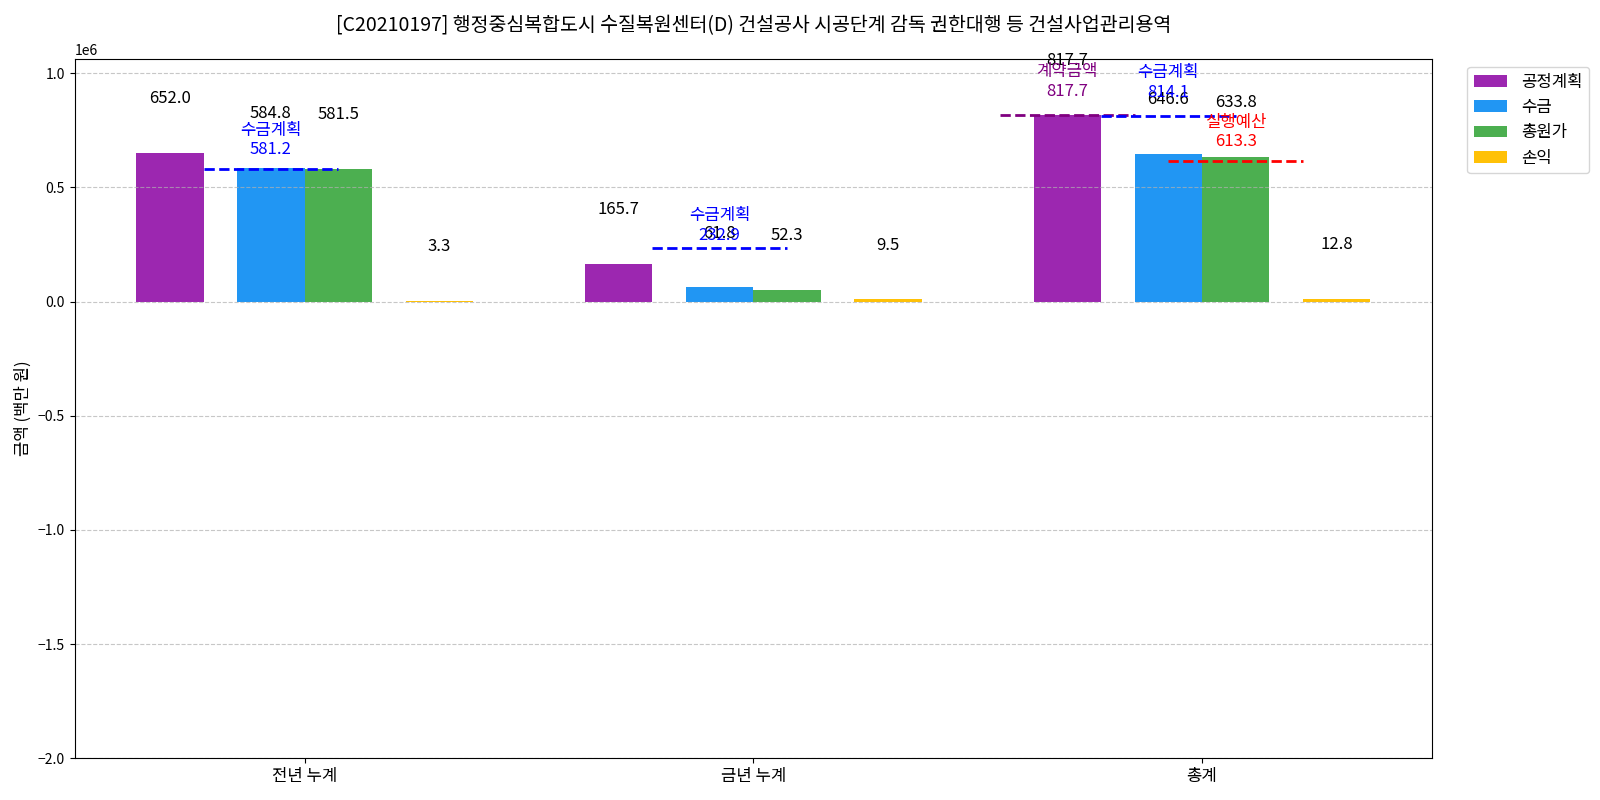 [C20210197] 행정중심복합도시 수질복원센터(D) 건설공사 시공단계 감독 권한대행 등 건설사업관리용역
1e6
1.0
0.5
0.0
−0.5
−1.0
−1.5
−2.0
금액 (백만 원)
652.0
584.8
581.5
수금계획
581.2
3.3
165.7
수금계획
232.9
61.8
52.3
9.5
817.7
계약금액
817.7
수금계획
814.1
646.6
633.8
실행예산
613.3
12.8
전년 누계
금년 누계
총계
공정계획
수금
총원가
손익